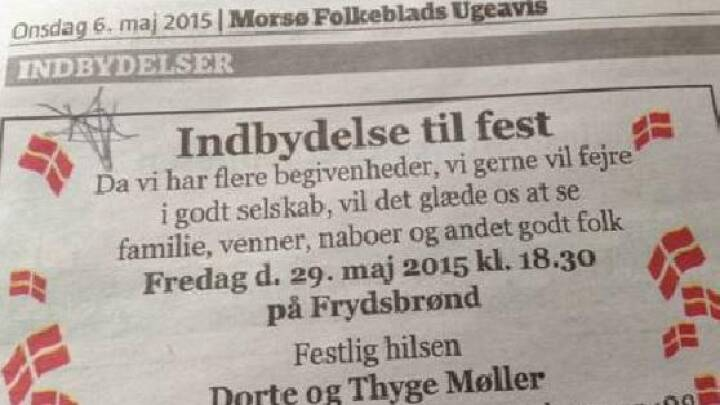 Onsdag 6. maj 2015 | Morsø Folkeblads Ugeavis
INDBYDELSER
Indbydelse til fest
Da vi har flere begivenheder, vi gerne vil fejre
i godt selskab, vil det glæde os at se
familie, venner, naboer og andet godt folk
Fredag d. 29. maj 2015 kl. 18.30
på Frydsbrønd
Festlig hilsen
Dorte og Thyge Møller